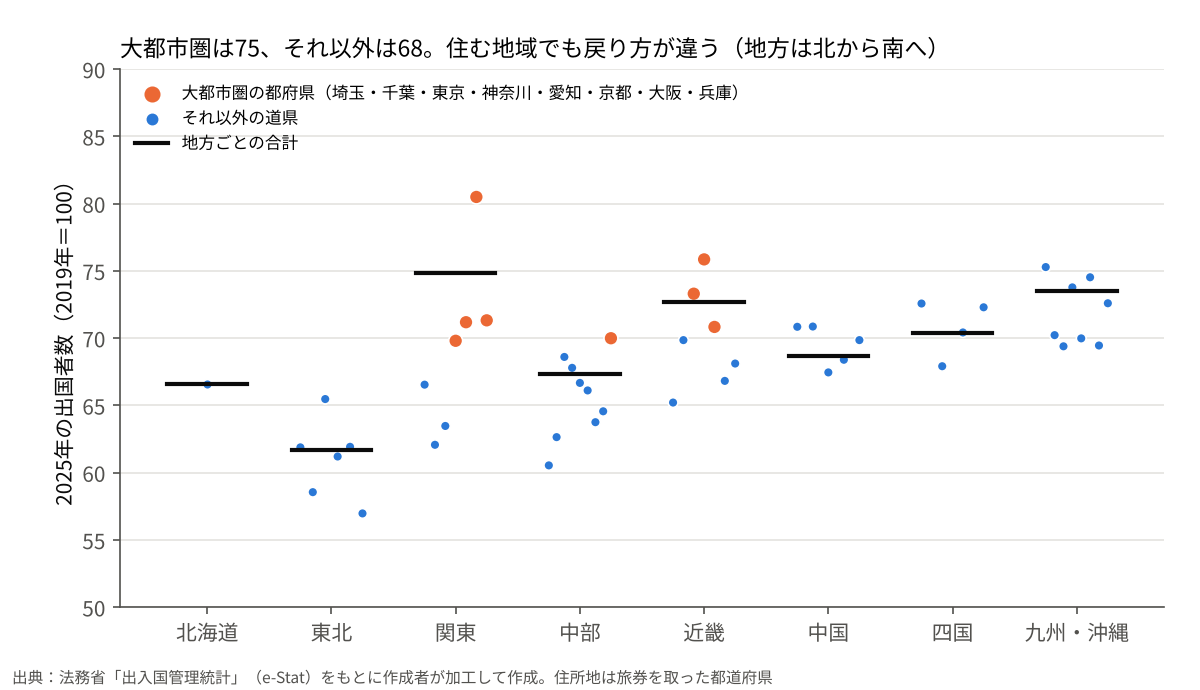 大都市圏は75、それ以外は68。住む地域でも戻り方が違う（地方は北から南へ）
大都市圏の都府県（埼玉・千葉・東京・神奈川・愛知・京都・大阪・兵庫）
それ以外の道県
地方ごとの合計
2025年の出国者数（2019年＝100）
90
85
80
75
70
65
60
55
50
北海道
東北
関東
中部
近畿
中国
四国
九州・沖縄
出典：法務省「出入国管理統計」（e-Stat）をもとに作成者が加工して作成。住所地は旅券を取った都道府県